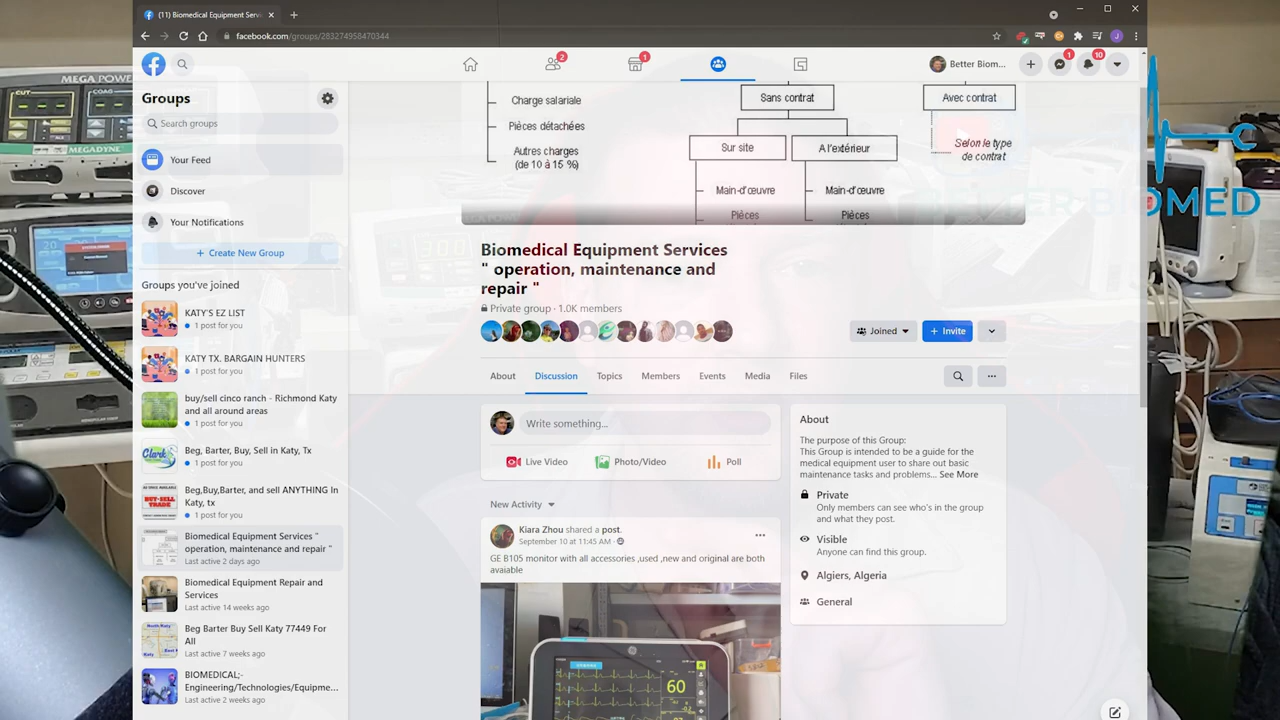 (11) Biomedical Equipment Serv
facebook.com/groups/283274958470344
2
1
Better Biom...
1
10
Groups
Search groups
Your Feed
Discover
Your Notifications
+ Create New Group
Groups you've joined
KATY'S EZ LIST
1 post for you
KATY TX. BARGAIN HUNTERS
1 post for you
buy/sell cinco ranch - Richmond Katy
and all around areas
1 post for you
Beg, Barter, Buy, Sell in Katy, Tx
1 post for you
Beg,Buy,Barter, and sell ANYTHING In
Katy, tx
1 post for you
Biomedical Equipment Services "
operation, maintenance and repair "
Last active 2 days ago
Biomedical Equipment Repair and
Services
Last active 14 weeks ago
Beg Barter Buy Sell Katy 77449 For
All
Last active 7 weeks ago
BIOMEDICAL;-
Engineering/Technologies/Equipme...
Last active 2 weeks ago
Charge salariale
Pièces détachées
Autres charges
(de 10 à 15 %)
Sans contrat
Sur site
A l'extérieur
Main-d'œuvre
Main-d'œuvre
Pièces
Pièces
Avec contrat
Selon le type
de contrat
Biomedical Equipment Services
" operation, maintenance and
repair "
Private group · 1.0K members
Joined
+ Invite
About
Discussion
Topics
Members
Events
Media
Files
Write something...
Live Video
Photo/Video
Poll
New Activity
Kiara Zhou shared a post.
September 10 at 11:45 AM ·
GE B105 monitor with all accessories ,used ,new and original are both
avaiable
60
About
The purpose of this Group:
This Group is intended to be a guide for the
medical equipment user to share out basic
maintenance tasks and problems... See More
Private
Only members can see who's in the group
and what they post.
Visible
Anyone can find this group.
Algiers, Algeria
General
MEGA POWER
CUT
COAG
MEGADYNE
BETTER BIOMED